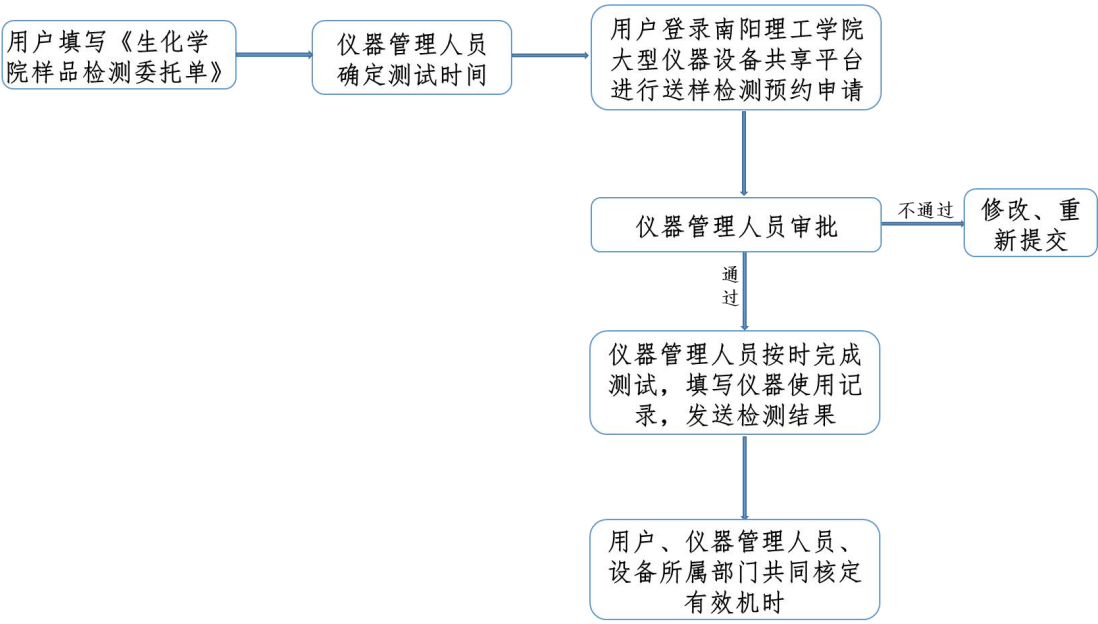 用户填写《生化学
院样品检测委托单》
仪器管理人员
确定测试时间
用户登录南阳理工学院
大型仪器设备共享平台
进行送样检测预约申请
仪器管理人员审批
不通过
修改、重
新提交
通
过
仪器管理人员按时完成
测试，填写仪器使用记
录，发送检测结果
用户、仪器管理人员、
设备所属部门共同核定
有效机时